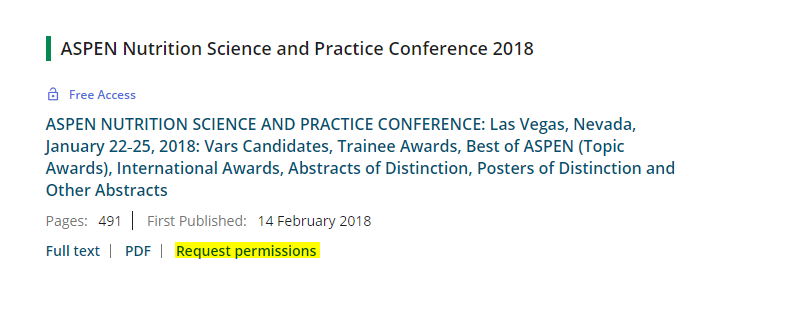 ASPEN Nutrition Science and Practice Conference 2018
Free Access
ASPEN NUTRITION SCIENCE AND PRACTICE CONFERENCE: Las Vegas, Nevada,
January 22-25, 2018: Vars Candidates, Trainee Awards, Best of ASPEN (Topic
Awards), International Awards, Abstracts of Distinction, Posters of Distinction and
Other Abstracts
Pages: 491 | First Published: 14 February 2018
Full text | PDF | Request permissions